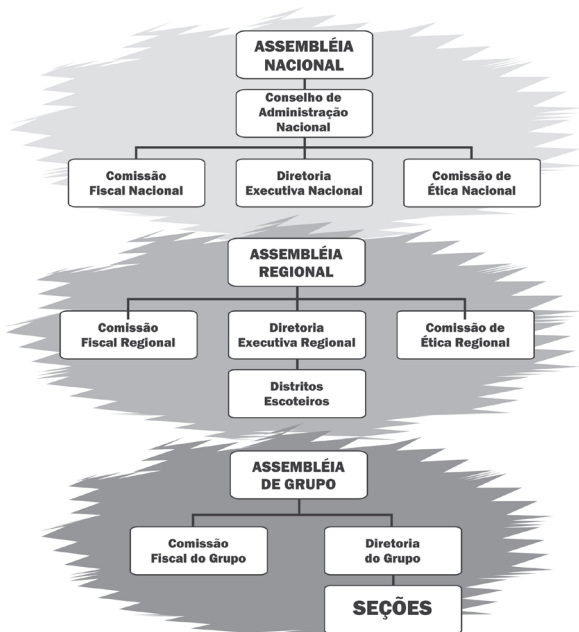 ASSEMBLÉIA
NACIONAL
Conselho de
Administração
Nacional
Comissão
Fiscal Nacional
Diretoria
Executiva Nacional
Comissão de
Ética Nacional
ASSEMBLÉIA
REGIONAL
Comissão
Fiscal Regional
Diretoria
Executiva Regional
Comissão de
Ética Regional
Distritos
Escoteiros
ASSEMBLÉIA
DE GRUPO
Comissão
Fiscal do Grupo
Diretoria
do Grupo
SEÇÕES